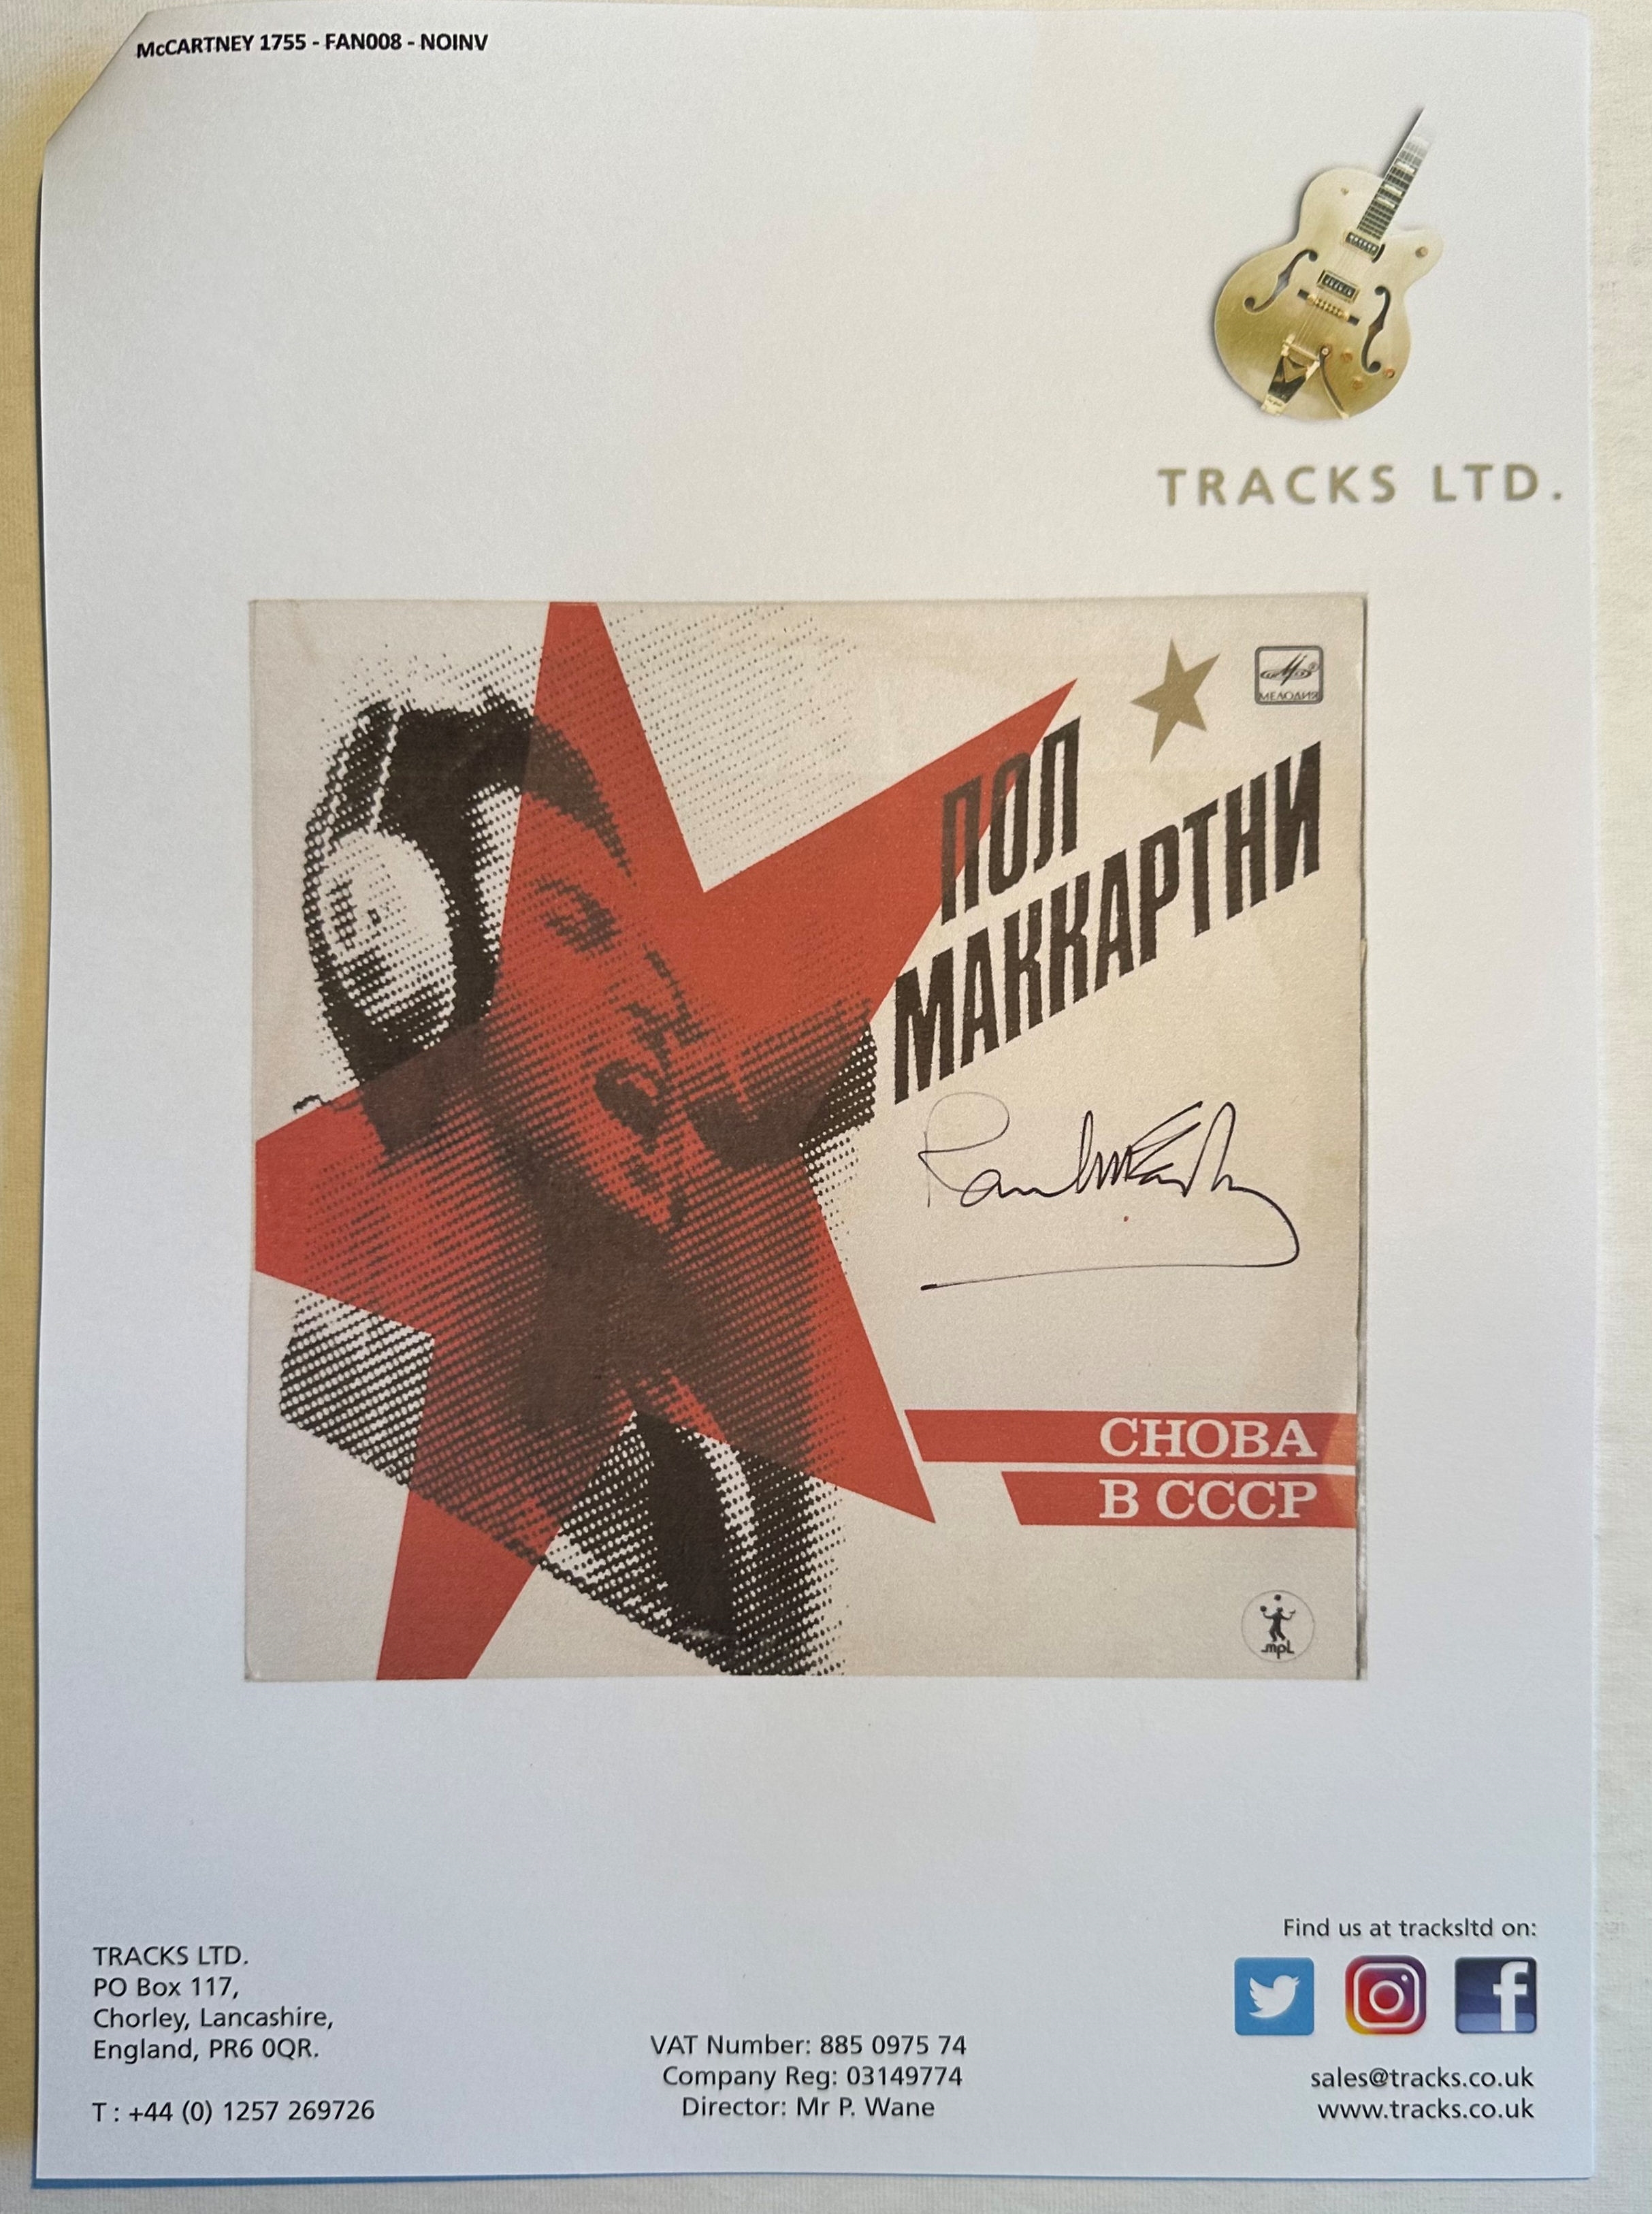 McCARTNEY 1755 - FAN008 - NOINV
TRACKS LTD.
МЕЛОДИЯ
ПОЛ
МАККАРТНИ
Paul McCartney
СНОВА
В СССР
mpl
Find us at tracksltd on:
TRACKS LTD.
PO Box 117,
Chorley, Lancashire,
England, PR6 0QR.
T : +44 (0) 1257 269726
VAT Number: 885 0975 74
Company Reg: 03149774
Director: Mr P. Wane
sales@tracks.co.uk
www.tracks.co.uk